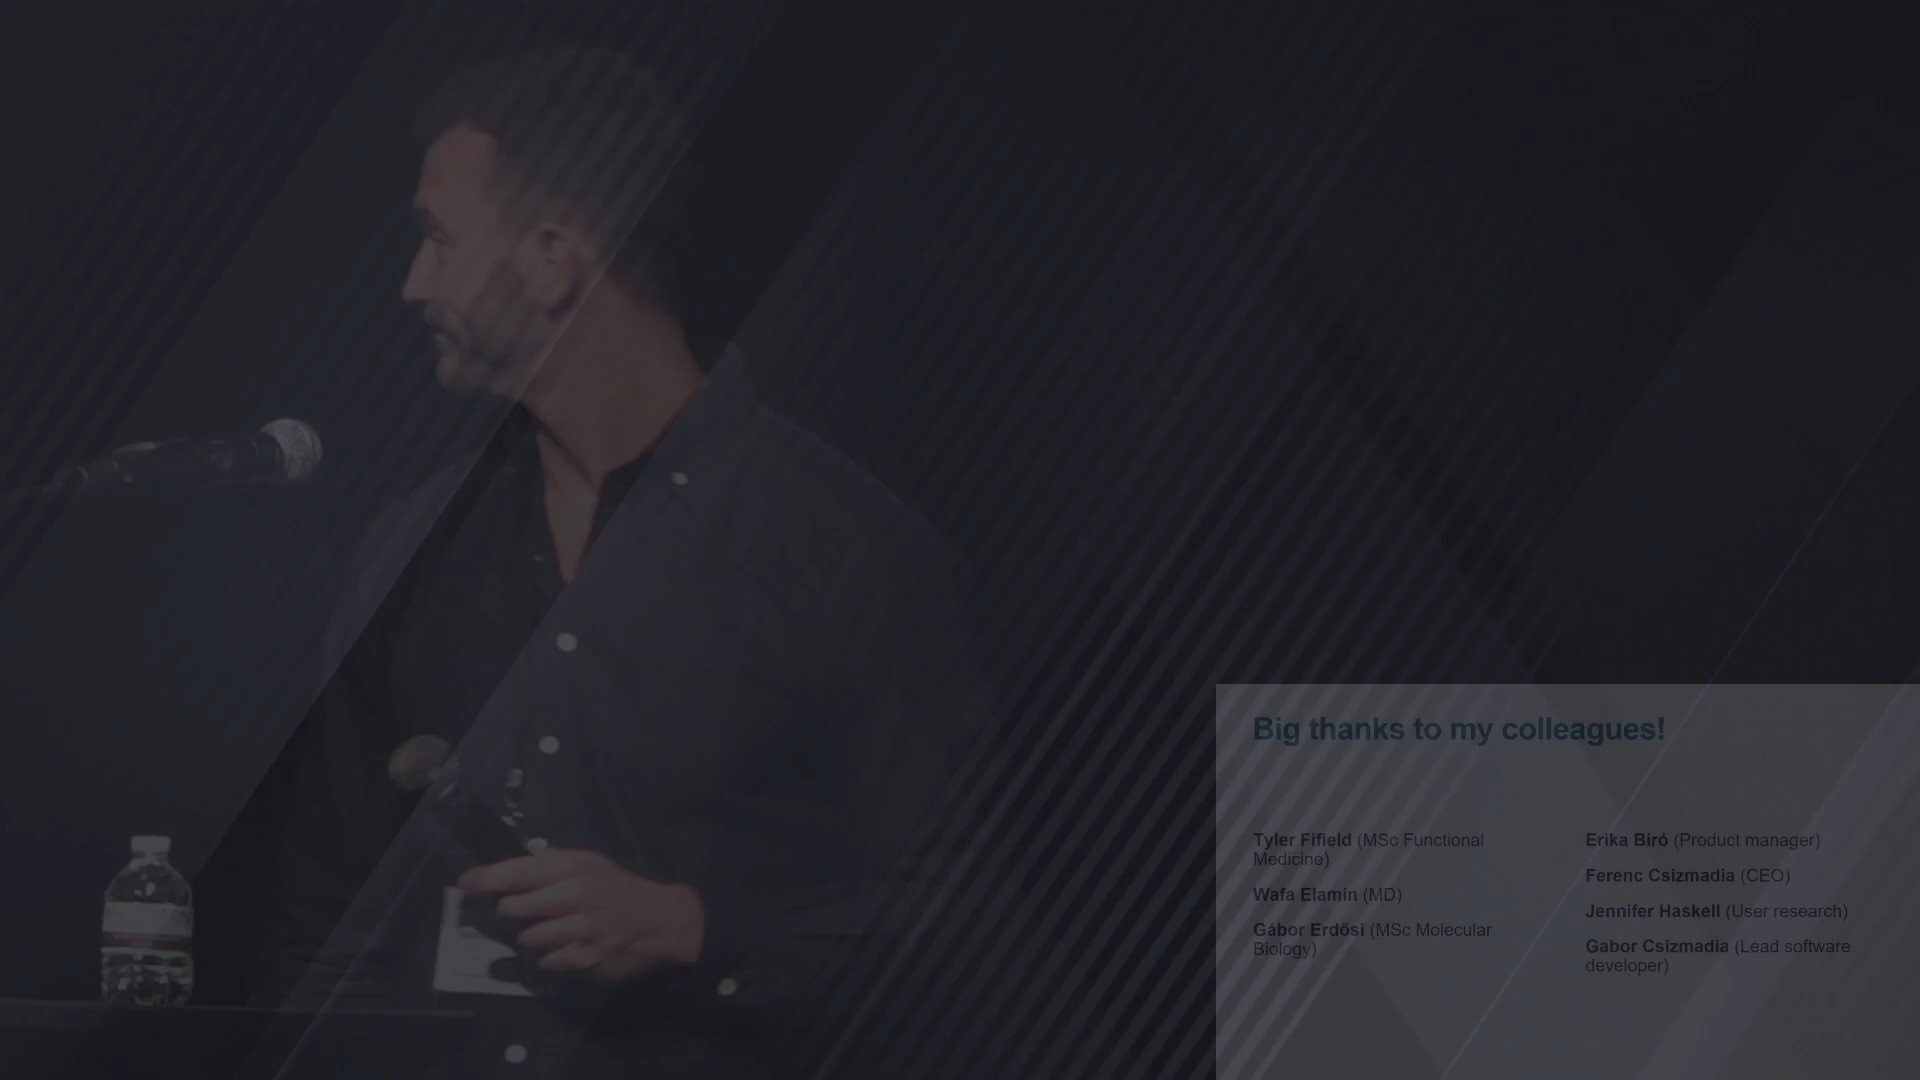 Big thanks to my colleagues!
Tyler Fifield (MSc Functional
Medicine)
Wafa Elamin (MD)
Gábor Erdősi (MSc Molecular
Biology)
Erika Biró (Product manager)
Ferenc Csizmadia (CEO)
Jennifer Haskell (User research)
Gabor Csizmadia (Lead software
developer)